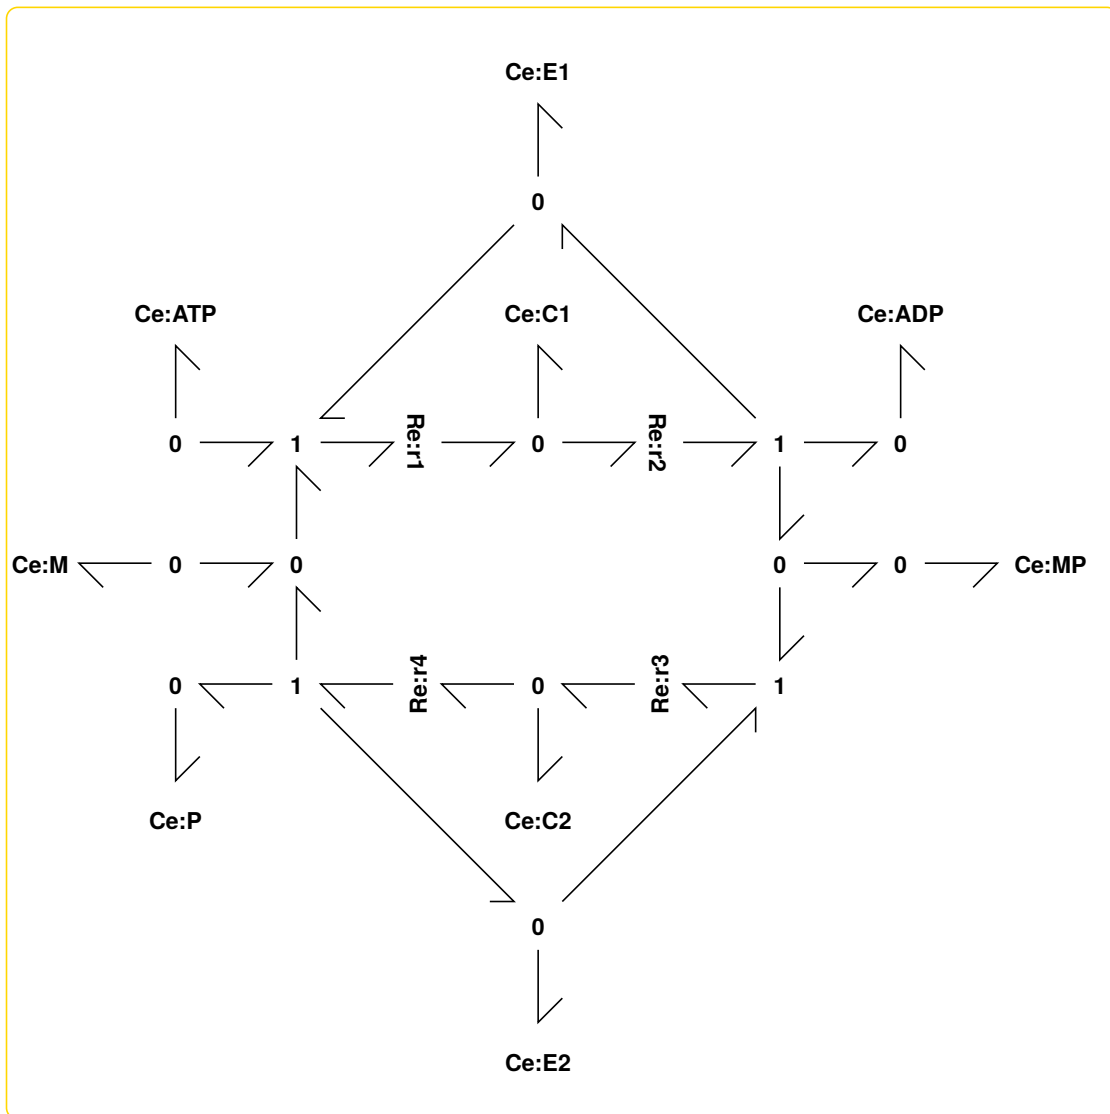 Ce:E1
0
Ce:ATP Ce:C1 Ce:ADP
0 1 Re:r1 0 Re:r2 1 0
Ce:M 0 0 0 0 Ce:MP
0 1 Re:r4 0 Re:r3 1
Ce:P Ce:C2
0
Ce:E2